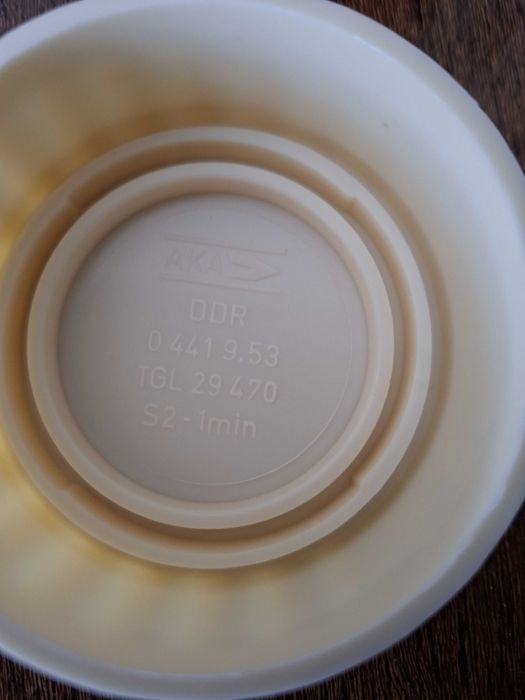 AKA
DDR
0 441 9.53
TGL 29 470
S2-1min